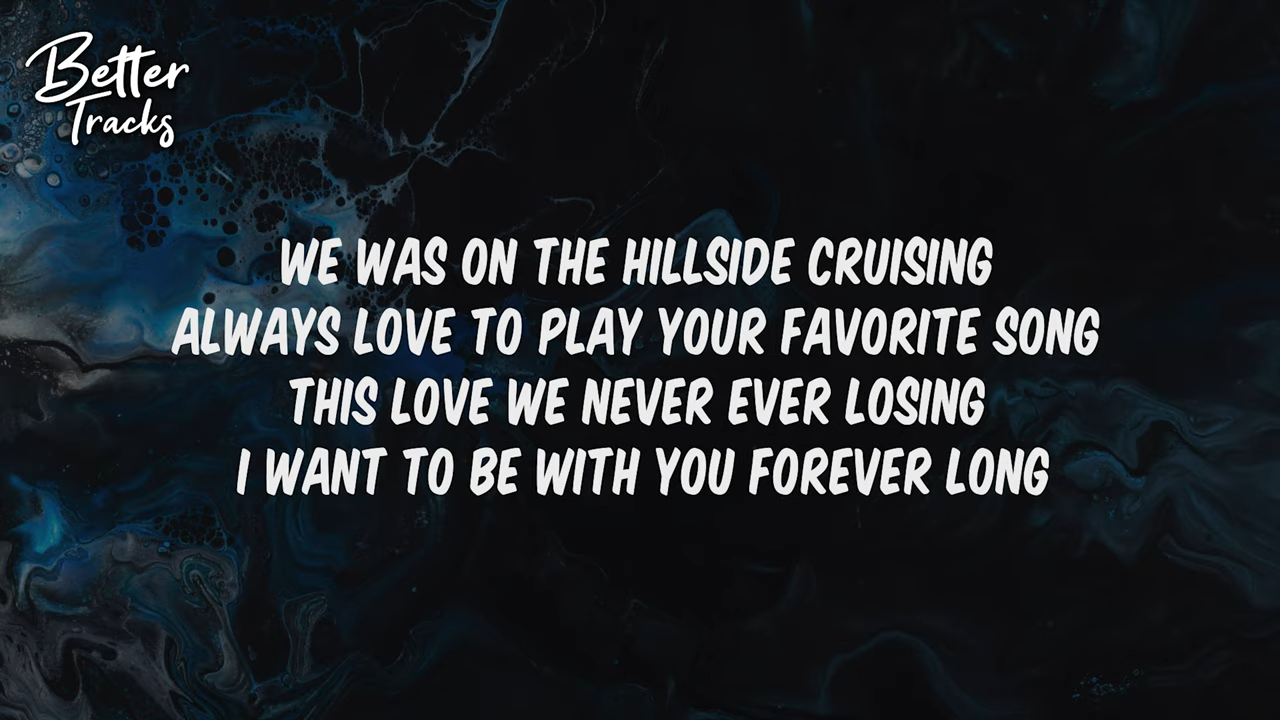 Better
Tracks
WE WAS ON THE HILLSIDE CRUISING
ALWAYS LOVE TO PLAY YOUR FAVORITE SONG
THIS LOVE WE NEVER EVER LOSING
I WANT TO BE WITH YOU FOREVER LONG